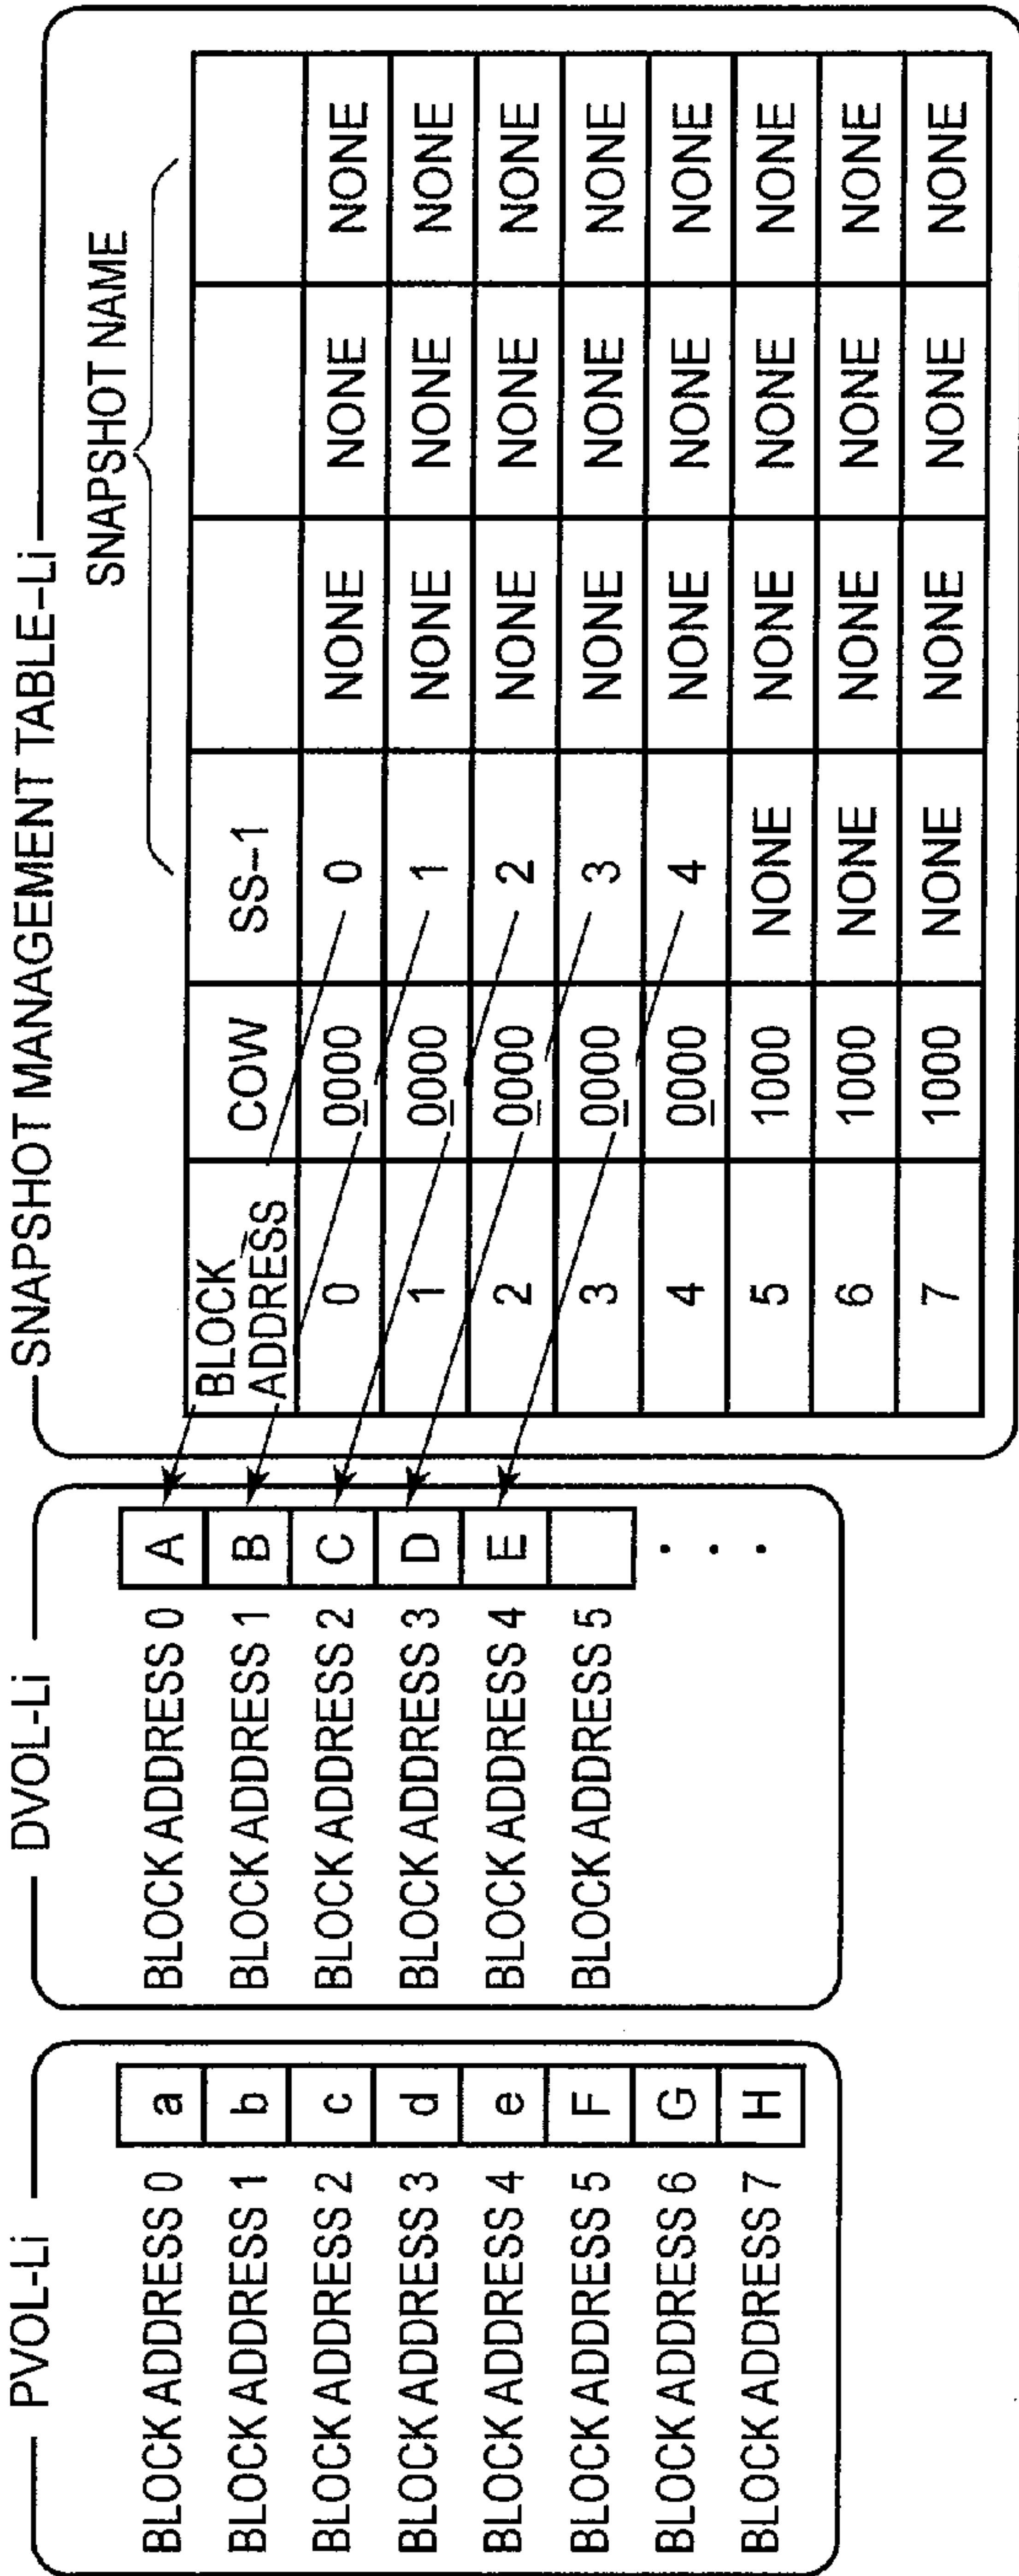 PVOL-Li
BLOCK ADDRESS 0 a
BLOCK ADDRESS 1 b
BLOCK ADDRESS 2 c
BLOCK ADDRESS 3 d
BLOCK ADDRESS 4 e
BLOCK ADDRESS 5 F
BLOCK ADDRESS 6 G
BLOCK ADDRESS 7 H
DVOL-Li
BLOCK ADDRESS 0 A
BLOCK ADDRESS 1 B
BLOCK ADDRESS 2 C
BLOCK ADDRESS 3 D
BLOCK ADDRESS 4 E
BLOCK ADDRESS 5
SNAPSHOT MANAGEMENT TABLE-Li
SNAPSHOT NAME
BLOCK ADDRESS COW SS-1
0 0000 0 NONE NONE NONE
1 0000 1 NONE NONE NONE
2 0000 2 NONE NONE NONE
3 0000 3 NONE NONE NONE
4 0000 4 NONE NONE NONE
5 1000 NONE NONE NONE NONE
6 1000 NONE NONE NONE NONE
7 1000 NONE NONE NONE NONE